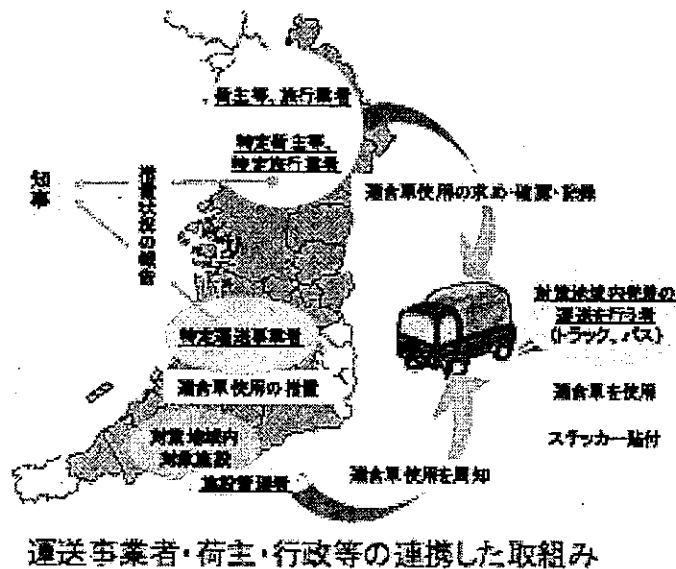 荷主等、旅行業者
特定荷主等、
特定旅行業者
知事
措置状況の報告
適合車使用の求め・確認・記録
対策地域内発着の
運送を行う者
(トラック、バス)
特定運送事業者
適合車使用の措置
適合車を使用
対策地域内
対象施設
ステッカー貼付
施設管理者
適合車使用を周知
運送事業者・荷主・行政等の連携した取組み